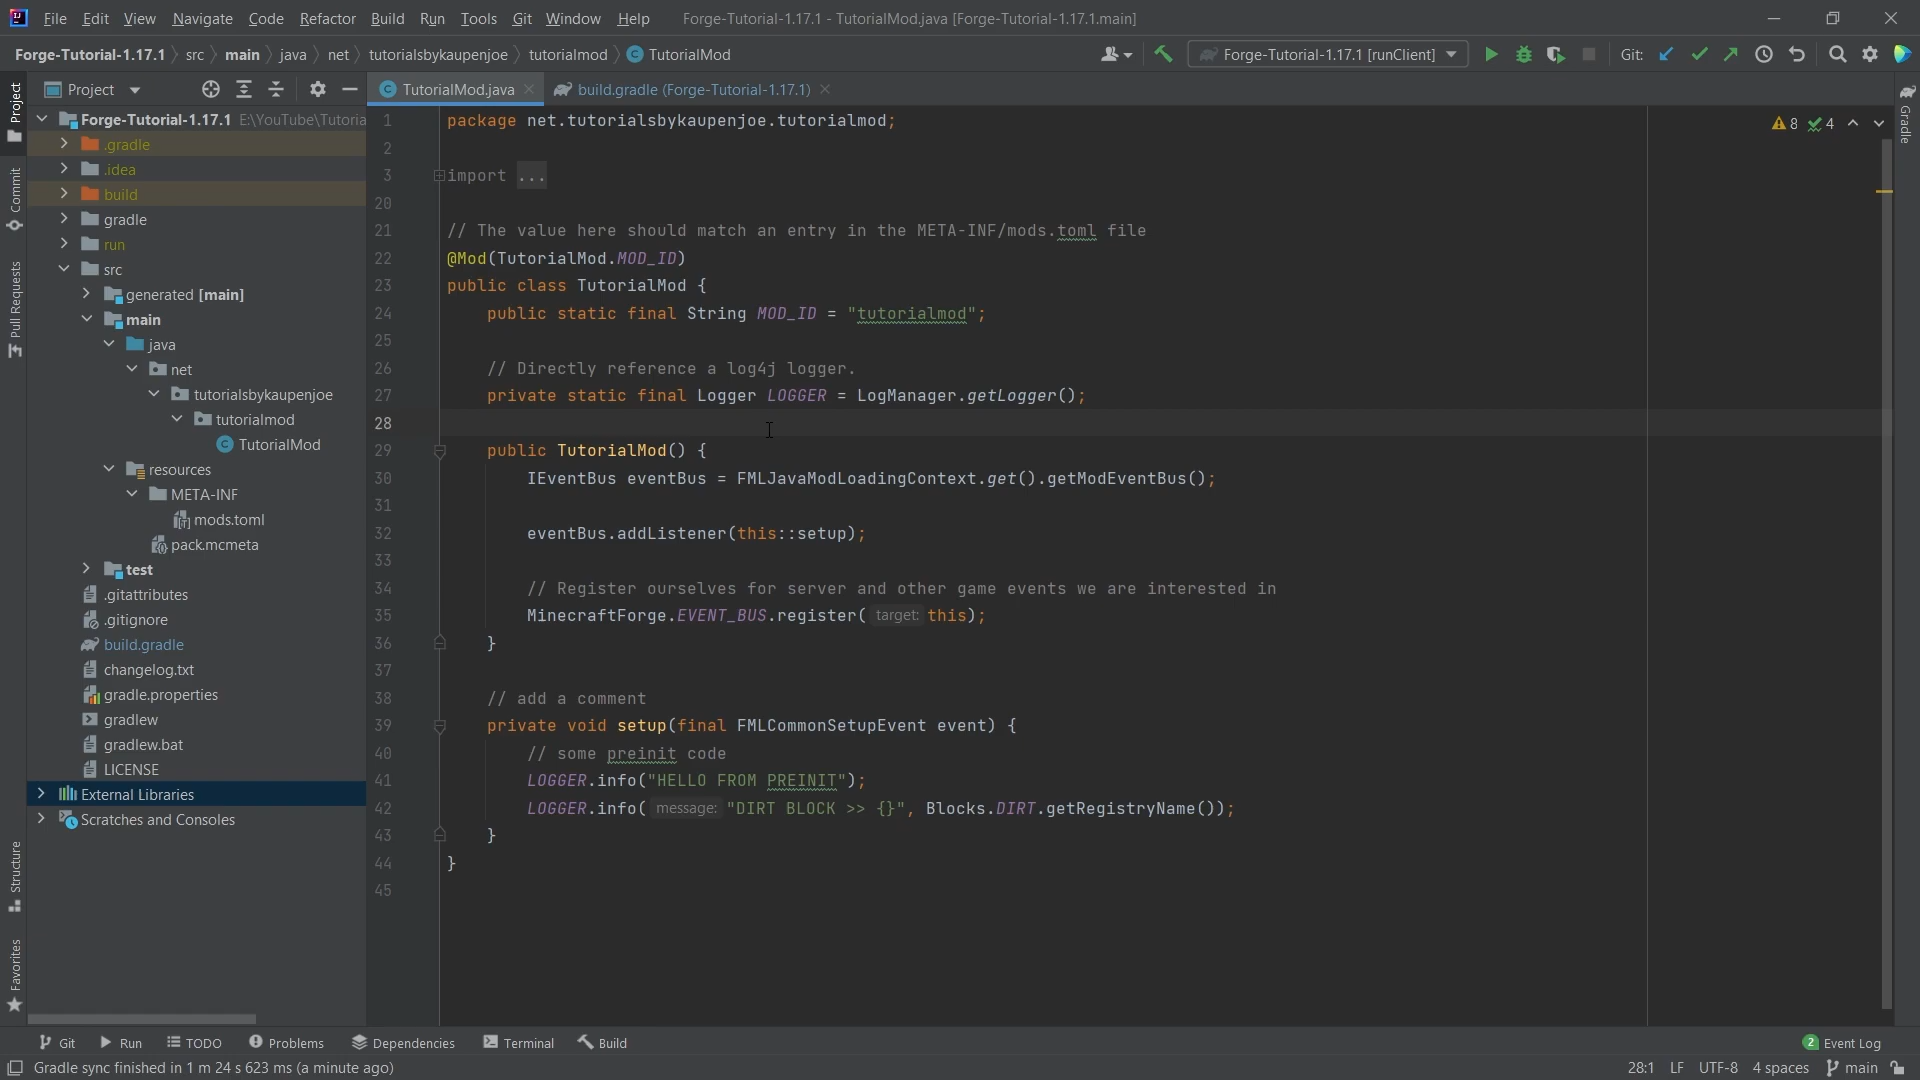 File Edit View Navigate Code Refactor Build Run Tools Git Window Help Forge-Tutorial-1.17.1 - TutorialMod.java [Forge-Tutorial-1.17.1.main]
Forge-Tutorial-1.17.1 src main java net tutorialsbykaupenjoe tutorialmod TutorialMod Forge-Tutorial-1.17.1 [runClient] Git:
Project TutorialMod.java build.gradle (Forge-Tutorial-1.17.1)
Project
Commit
Pull Requests
Structure
Favorites
Forge-Tutorial-1.17.1 E:\YouTube\Tutoria
.gradle
.idea
build
gradle
run
src
generated [main]
main
java
net
tutorialsbykaupenjoe
tutorialmod
TutorialMod
resources
META-INF
mods.toml
pack.mcmeta
test
.gitattributes
.gitignore
build.gradle
changelog.txt
gradle.properties
gradlew
gradlew.bat
LICENSE
External Libraries
Scratches and Consoles
1 package net.tutorialsbykaupenjoe.tutorialmod;
2
3 import ...
20
21 // The value here should match an entry in the META-INF/mods.toml file
22 @Mod(TutorialMod.MOD_ID)
23 public class TutorialMod {
24 public static final String MOD_ID = "tutorialmod";
25
26 // Directly reference a log4j logger.
27 private static final Logger LOGGER = LogManager.getLogger();
28
29 public TutorialMod() {
30 IEventBus eventBus = FMLJavaModLoadingContext.get().getModEventBus();
31
32 eventBus.addListener(this::setup);
33
34 // Register ourselves for server and other game events we are interested in
35 MinecraftForge.EVENT_BUS.register( target: this);
36 }
37
38 // add a comment
39 private void setup(final FMLCommonSetupEvent event) {
40 // some preinit code
41 LOGGER.info("HELLO FROM PREINIT");
42 LOGGER.info( message: "DIRT BLOCK >> {}", Blocks.DIRT.getRegistryName());
43 }
44 }
45
8 4
Gradle
Git Run TODO Problems Dependencies Terminal Build 2 Event Log
Gradle sync finished in 1 m 24 s 623 ms (a minute ago) 28:1 LF UTF-8 4 spaces main